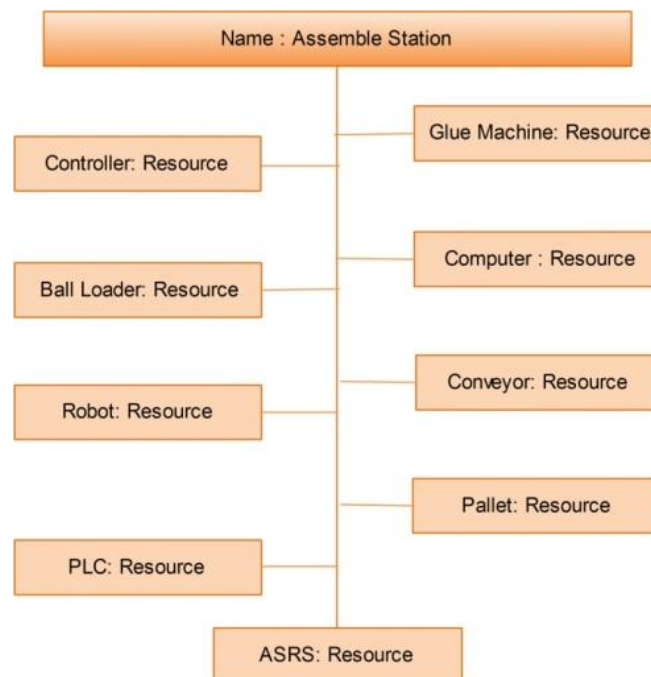 Name : Assemble Station
Glue Machine: Resource
Controller: Resource
Computer : Resource
Ball Loader: Resource
Conveyor: Resource
Robot: Resource
Pallet: Resource
PLC: Resource
ASRS: Resource